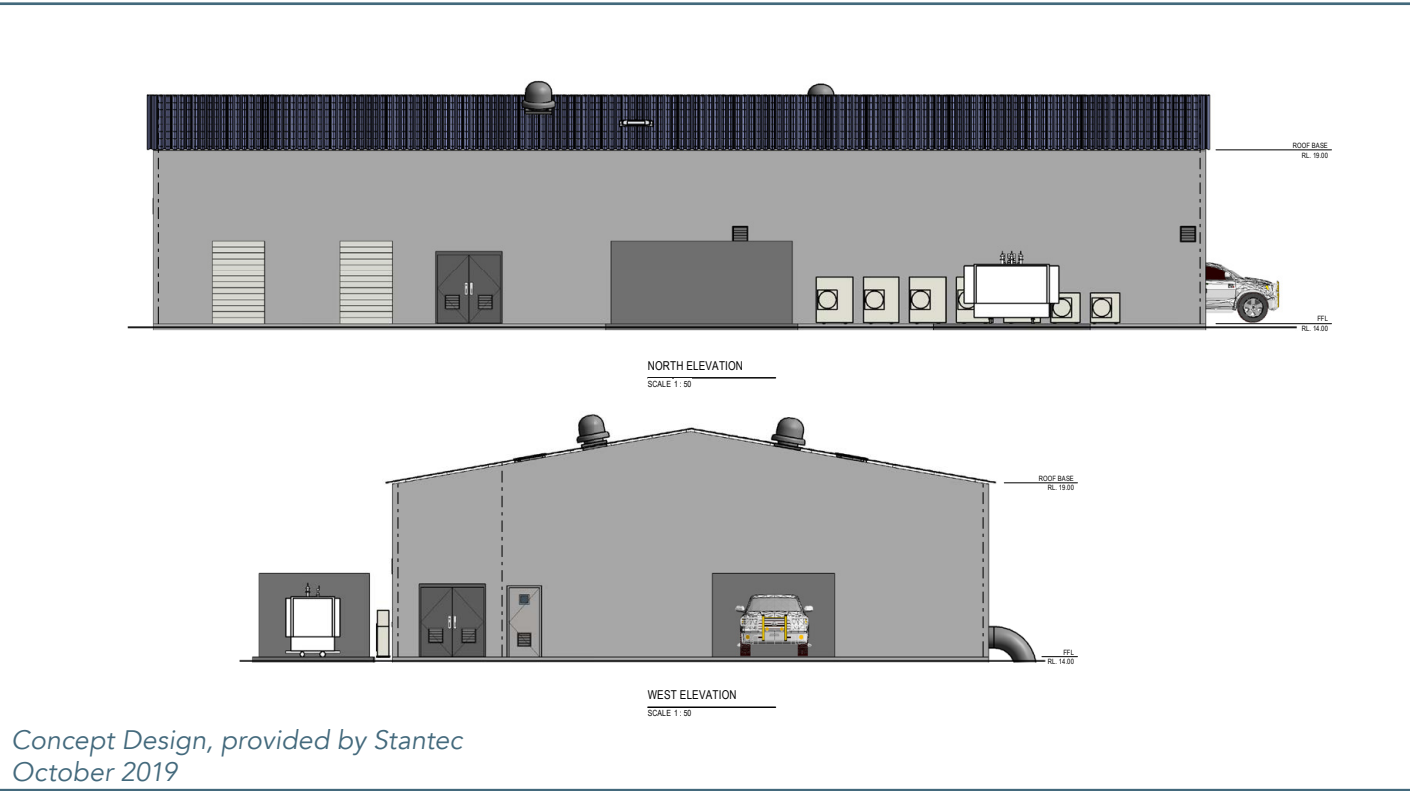 ROOF BASE
RL. 19.00
FFL
RL. 14.00
NORTH ELEVATION
SCALE 1 : 50
ROOF BASE
RL. 19.00
FFL
RL. 14.00
WEST ELEVATION
SCALE 1 : 50
Concept Design, provided by Stantec
October 2019